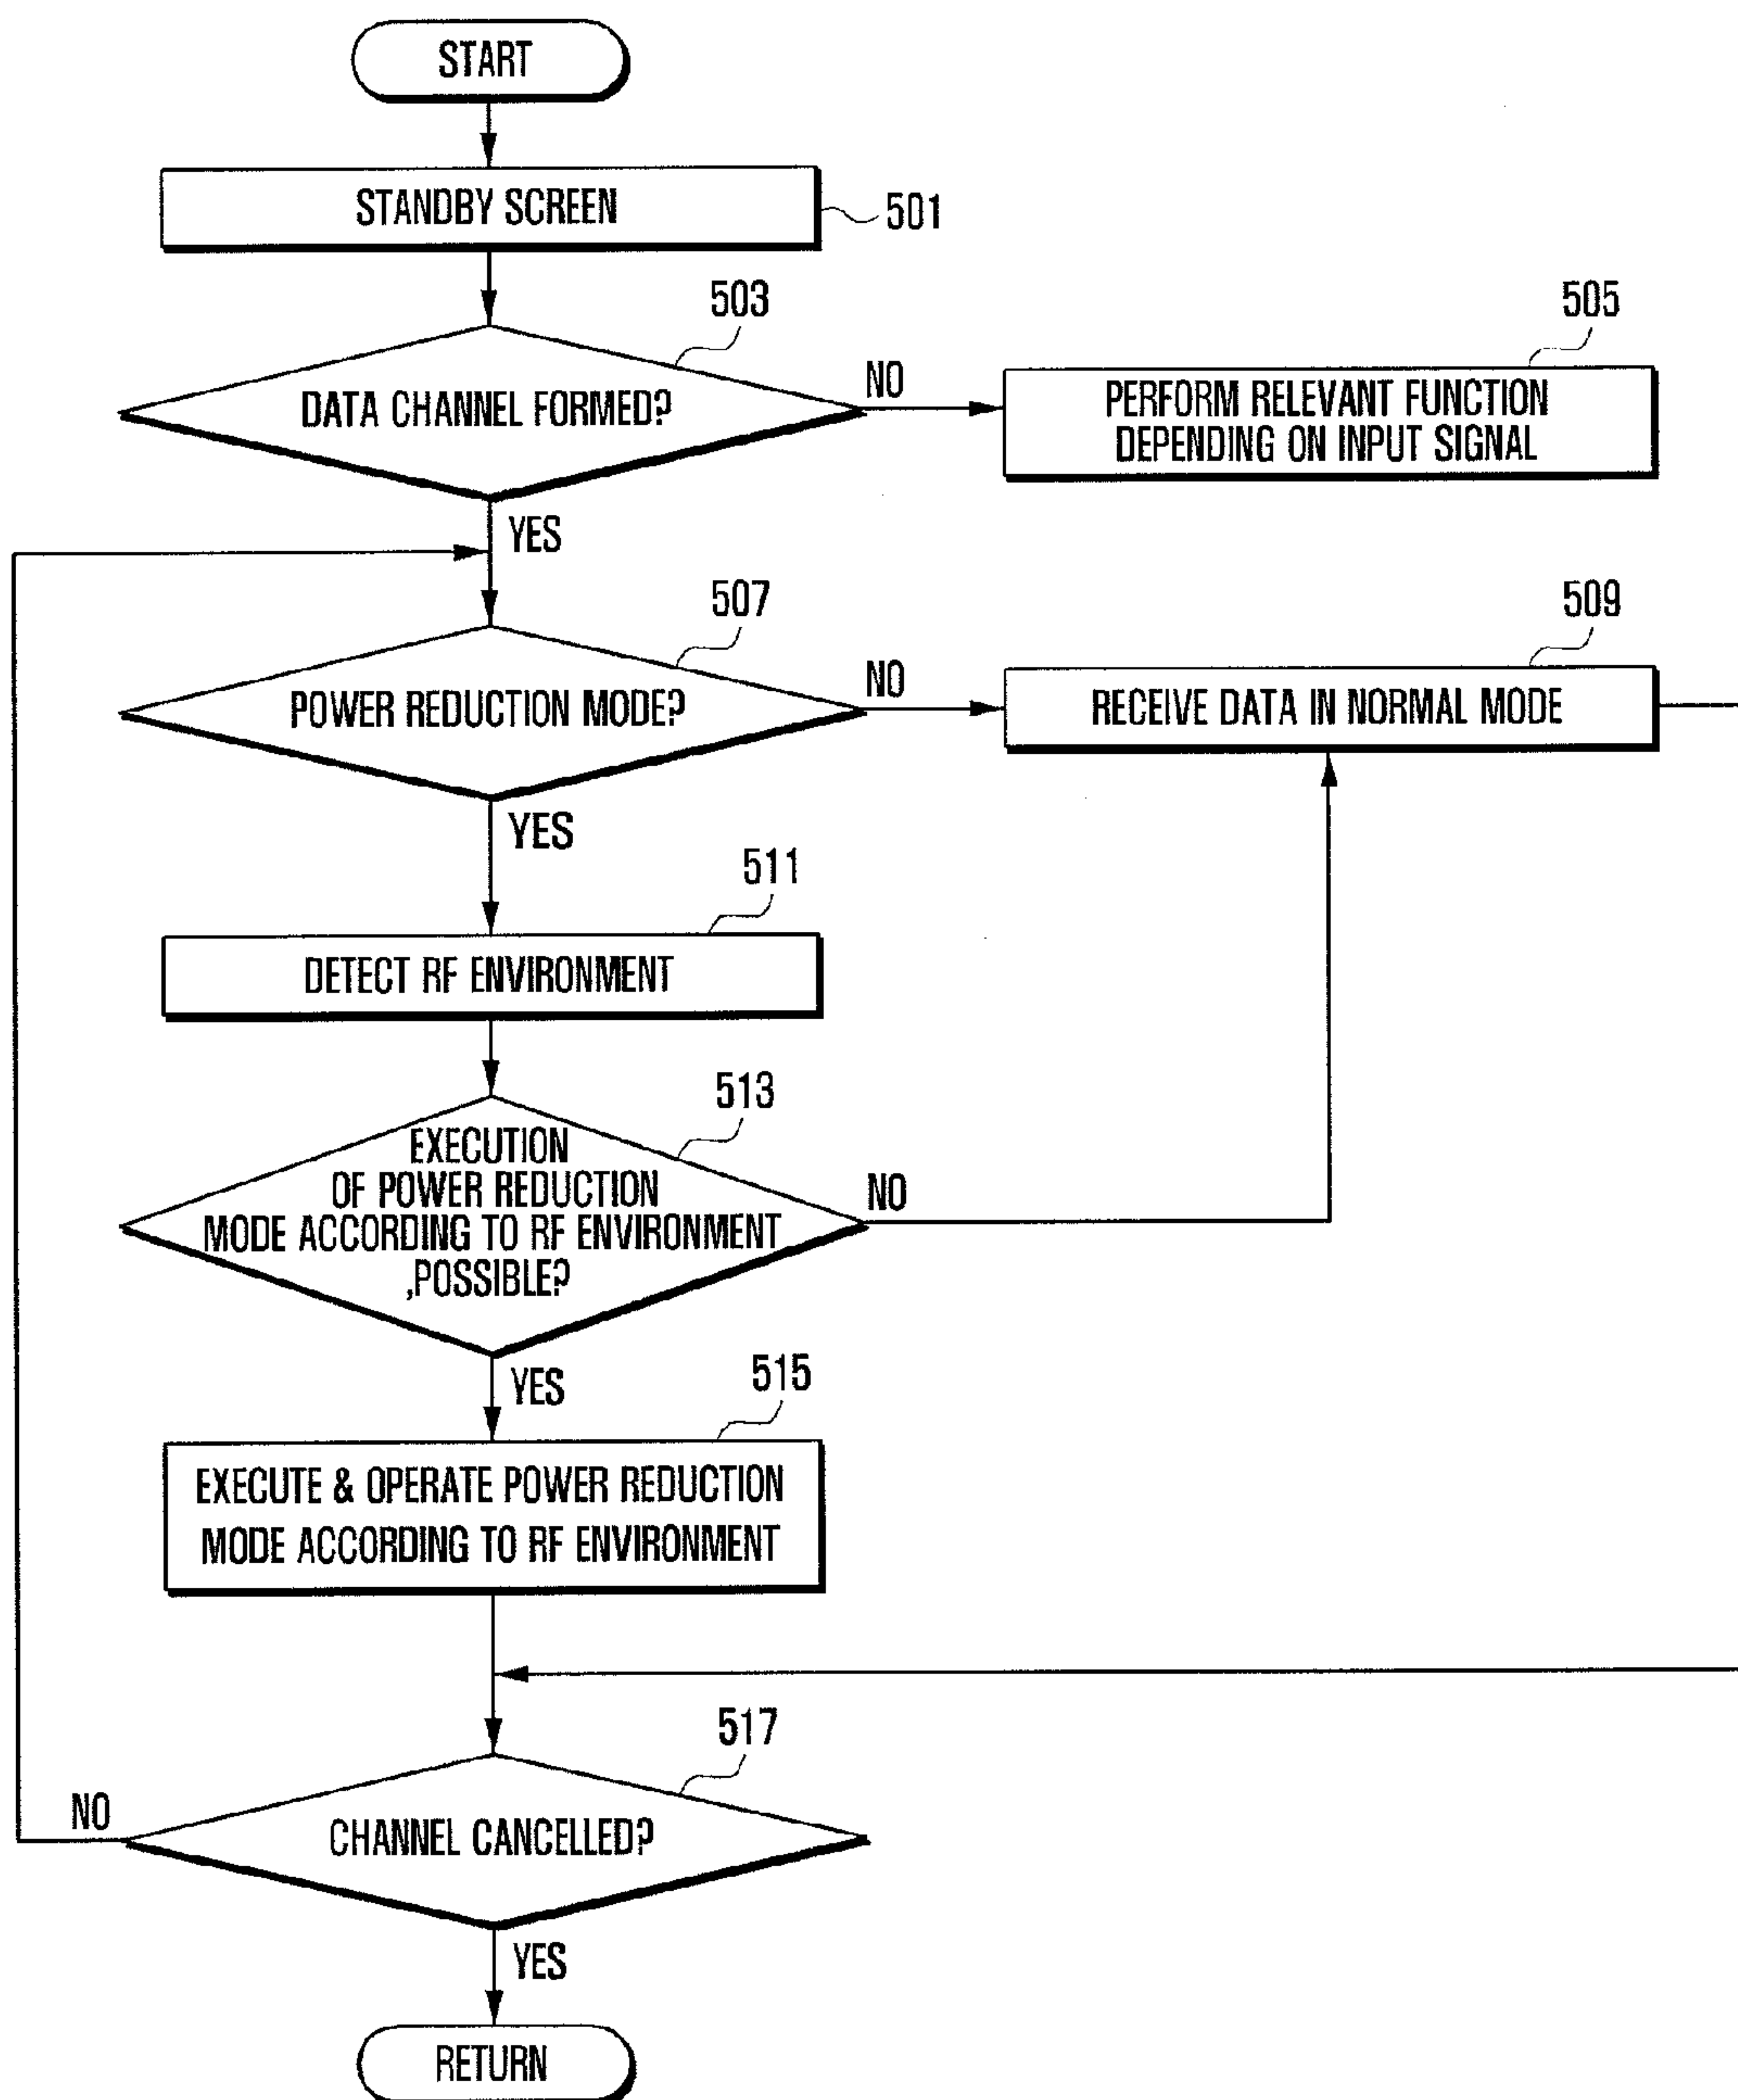 START
STANDBY SCREEN
501
503
DATA CHANNEL FORMED?
NO
505
PERFORM RELEVANT FUNCTION
DEPENDING ON INPUT SIGNAL
YES
507
POWER REDUCTION MODE?
NO
509
RECEIVE DATA IN NORMAL MODE
YES
511
DETECT RF ENVIRONMENT
513
EXECUTION
OF POWER REDUCTION
MODE ACCORDING TO RF ENVIRONMENT
,POSSIBLE?
NO
YES
515
EXECUTE & OPERATE POWER REDUCTION
MODE ACCORDING TO RF ENVIRONMENT
517
CHANNEL CANCELLED?
NO
YES
RETURN